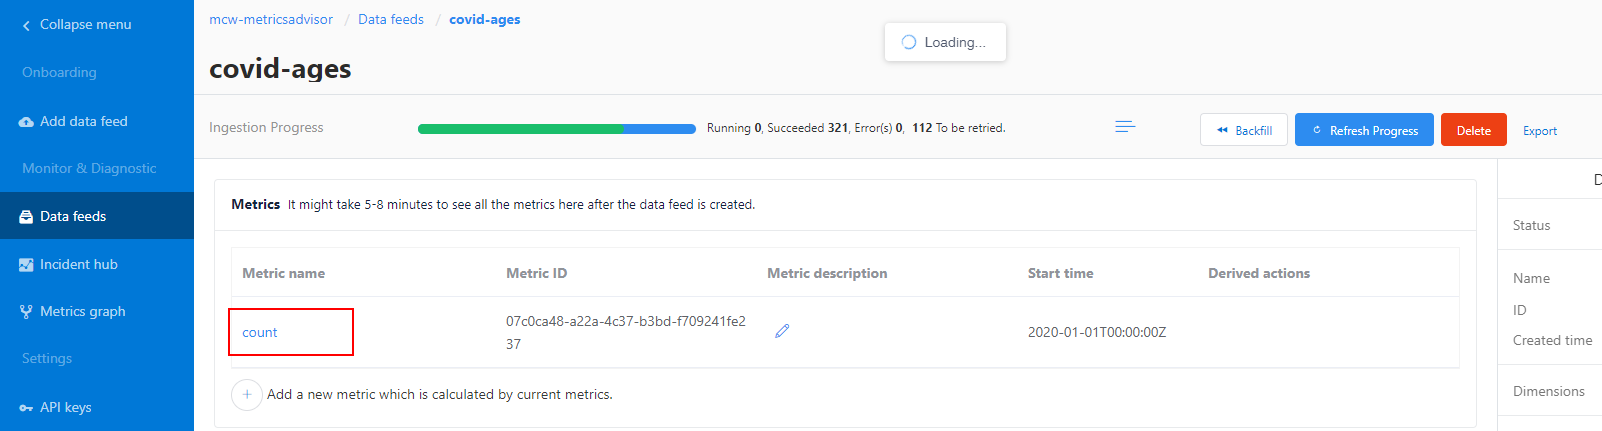 Collapse menu
Onboarding
Add data feed
Monitor & Diagnostic
Data feeds
Incident hub
Metrics graph
Settings
API keys
mcw-metricsadvisor / Data feeds / covid-ages
Loading...
covid-ages
Ingestion Progress
Running 0, Succeeded 321, Error(s) 0, 112 To be retried.
Backfill
Refresh Progress
Delete
Export
Metrics It might take 5-8 minutes to see all the metrics here after the data feed is created.
Metric name Metric ID Metric description Start time Derived actions
count 07c0ca48-a22a-4c37-b3bd-f709241fe2 2020-01-01T00:00:00Z
37
+ Add a new metric which is calculated by current metrics.
D
Status
Name
ID
Created time
Dimensions